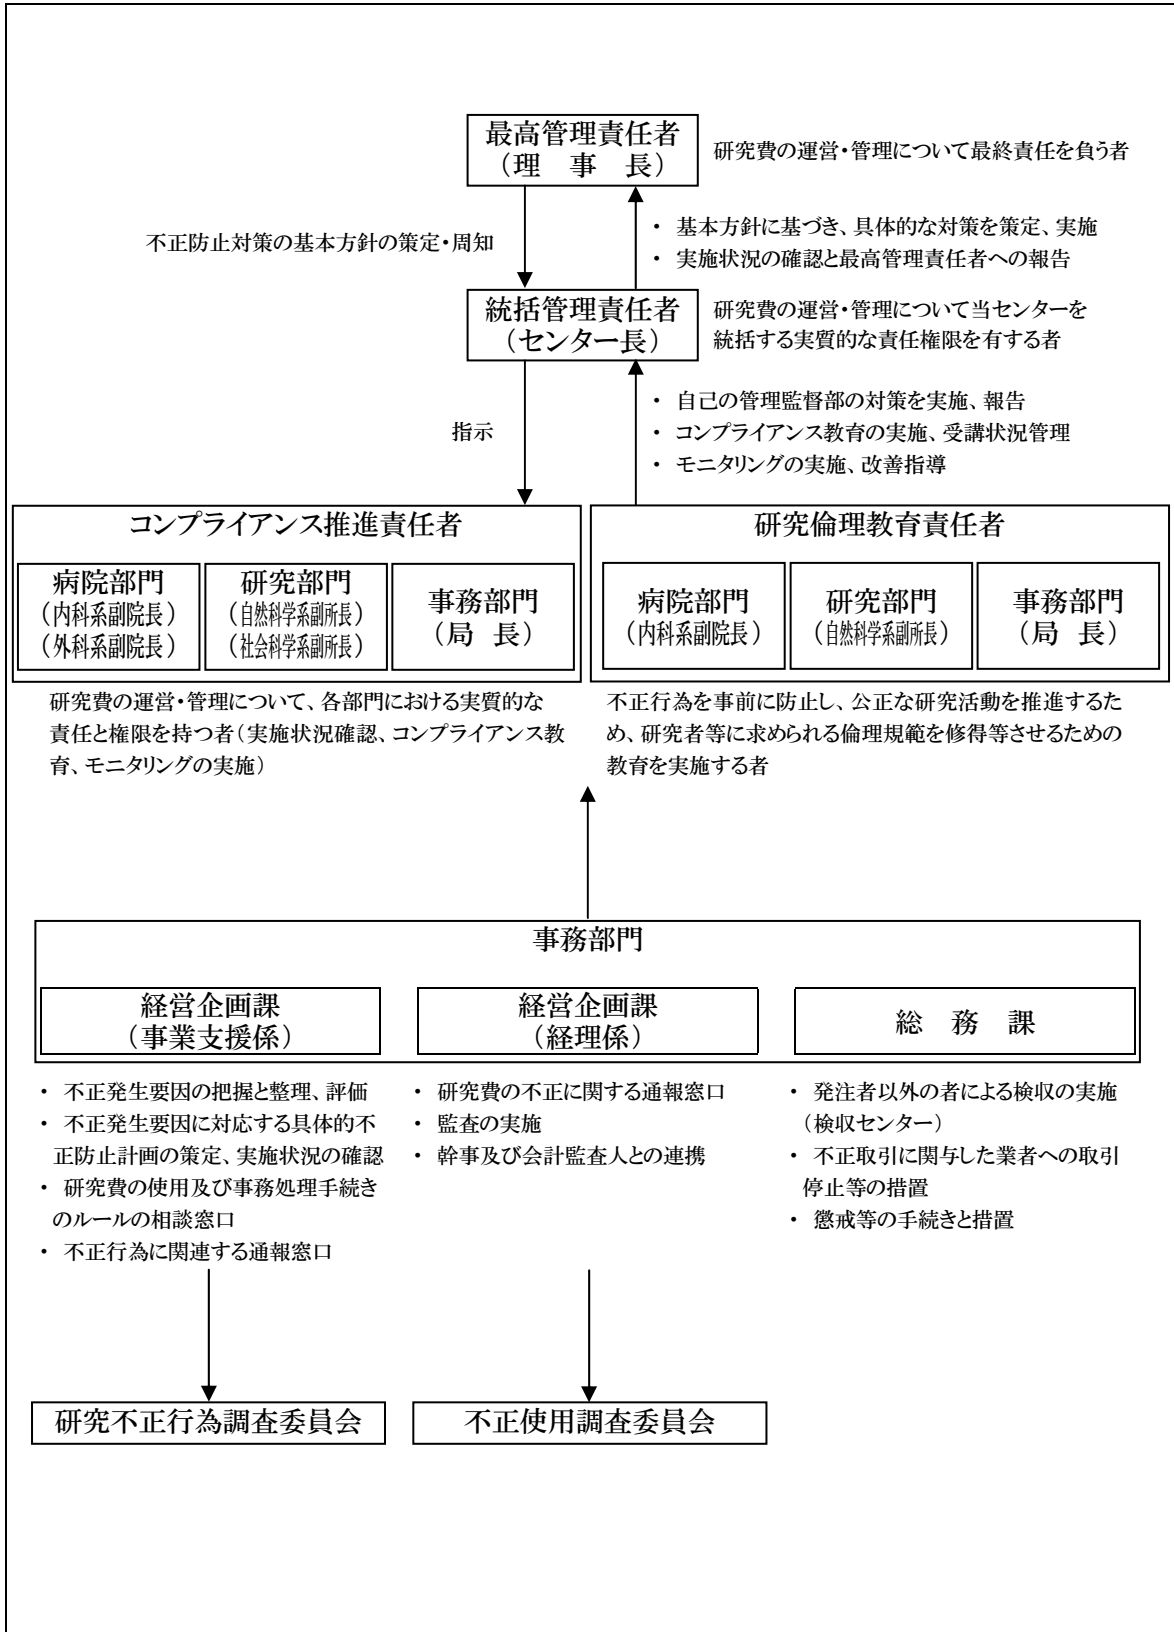 最高管理責任者
（理　事　長）
研究費の運営・管理について最終責任を負う者
不正防止対策の基本方針の策定・周知
・ 基本方針に基づき、具体的な対策を策定、実施
・ 実施状況の確認と最高管理責任者への報告
統括管理責任者
（センター長）
研究費の運営・管理について当センターを
統括する実質的な責任権限を有する者
指示
・ 自己の管理監督部の対策を実施、報告
・ コンプライアンス教育の実施、受講状況管理
・ モニタリングの実施、改善指導
コンプライアンス推進責任者
病院部門
（内科系副院長）
（外科系副院長）
研究部門
（自然科学系副所長）
（社会科学系副所長）
事務部門
（局　長）
研究費の運営・管理について、各部門における実質的な
責任と権限を持つ者（実施状況確認、コンプライアンス教
育、モニタリングの実施）
研究倫理教育責任者
病院部門
（内科系副院長）
研究部門
（自然科学系副所長）
事務部門
（局　長）
不正行為を事前に防止し、公正な研究活動を推進するた
め、研究者等に求められる倫理規範を修得等させるための
教育を実施する者
事務部門
経営企画課
（事業支援係）
・ 不正発生要因の把握と整理、評価
・ 不正発生要因に対応する具体的不
正防止計画の策定、実施状況の確認
・ 研究費の使用及び事務処理手続き
のルールの相談窓口
・ 不正行為に関連する通報窓口
経営企画課
（経理係）
・ 研究費の不正に関する通報窓口
・ 監査の実施
・ 幹事及び会計監査人との連携
総　務　課
・ 発注者以外の者による検収の実施
（検収センター）
・ 不正取引に関与した業者への取引
停止等の措置
・ 懲戒等の手続きと措置
研究不正行為調査委員会
不正使用調査委員会